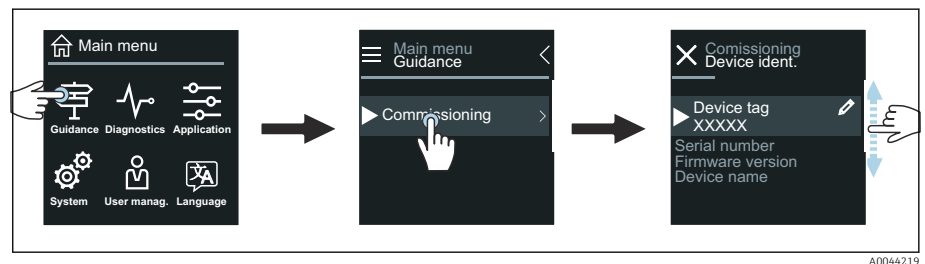 Main menu
Guidance Diagnostics Application
System User manag. Language
Main menu
Guidance
Commissioning
Comissioning
Device ident.
Device tag
XXXXX
Serial number
Firmware version
Device name
A0044219